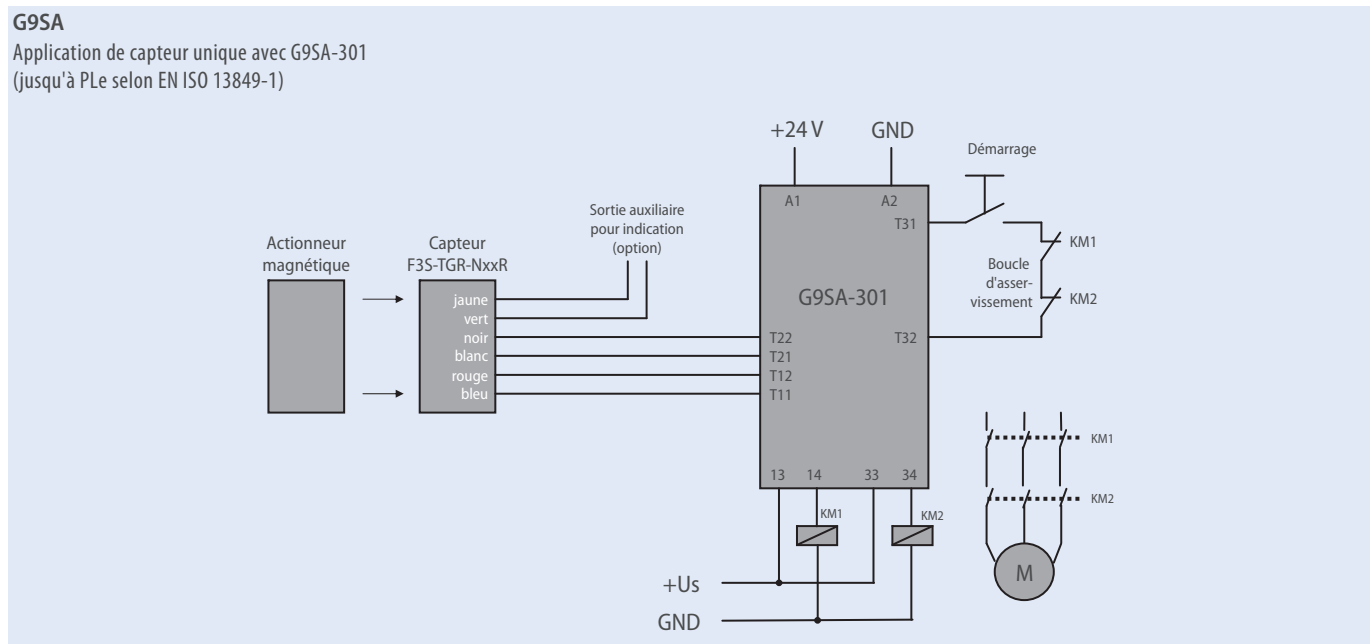 G9SA
Application de capteur unique avec G9SA-301
(jusqu'à PLe selon EN ISO 13849-1)
+24 V
GND
Démarrage
A1
A2
T31
Sortie auxiliaire
pour indication
(option)
Actionneur
magnétique
Capteur
F3S-TGR-NxxR
KM1
Boucle
d'asser-
vissement
KM2
jaune
vert
noir
blanc
rouge
bleu
G9SA-301
T22
T21
T12
T11
T32
13
14
33
34
KM1
KM2
KM1
KM2
M
+Us
GND